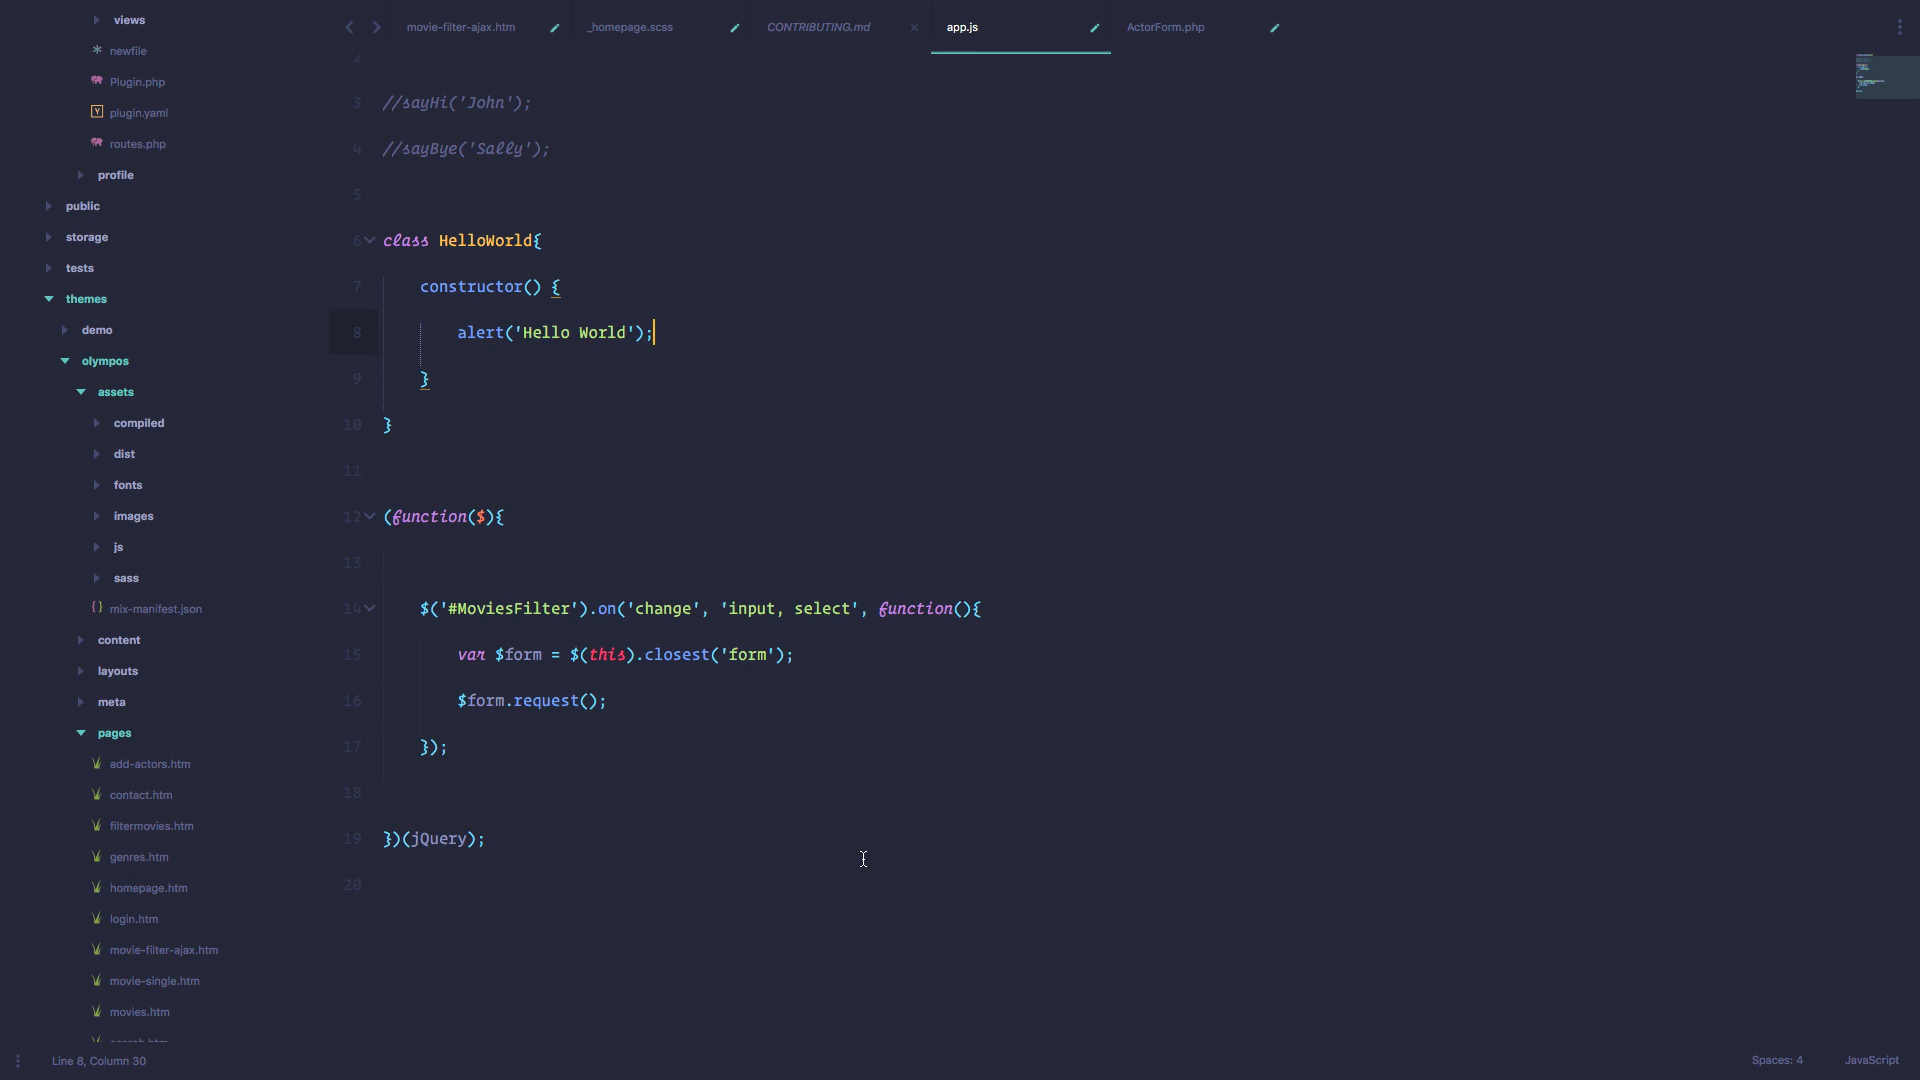 views
newfile
Plugin.php
plugin.yaml
routes.php
profile
public
storage
tests
themes
demo
olympos
assets
compiled
dist
fonts
images
js
sass
mix-manifest.json
content
layouts
meta
pages
add-actors.htm
contact.htm
filtermovies.htm
genres.htm
homepage.htm
login.htm
movie-filter-ajax.htm
movie-single.htm
movies.htm
movie-filter-ajax.htm _homepage.scss CONTRIBUTING.md × app.js ActorForm.php
2
3 //sayHi('John');
4 //sayBye('Sally');
5
6 class HelloWorld{
7 constructor() {
8 alert('Hello World');
9 }
10 }
11
12 (function($){
13
14 $('#MoviesFilter').on('change', 'input, select', function(){
15 var $form = $(this).closest('form');
16 $form.request();
17 });
18
19 })(jQuery);
20
Line 8, Column 30
Spaces: 4 JavaScript